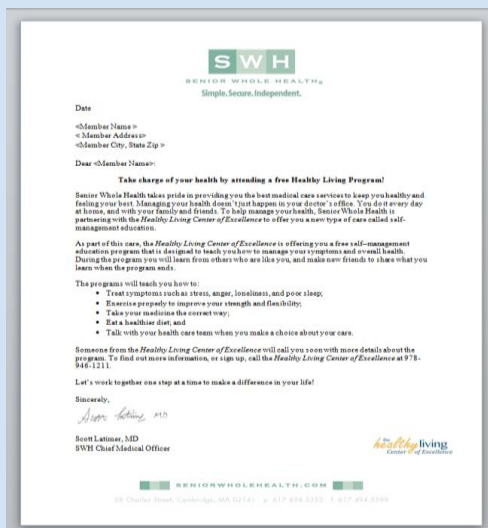 SWH
SENIOR WHOLE HEALTH®
Simple. Secure. Independent.
Date
<Member Name >
< Member Address>
<Member City, State Zip >
Dear <Member Name>:
Take charge of your health by attending a free Healthy Living Program!
Senior Whole Health takes pride in providing you the best medical care services to keep you healthy and
feeling your best. Managing your health doesn't just happen in your doctor's office. You do it every day
at home, and with your family and friends. To help manage your health, Senior Whole Health is
partnering with the Healthy Living Center of Excellence to offer you a new type of care called self-
management education.
As part of this care, the Healthy Living Center of Excellence is offering you a free self-management
education program that is designed to teach you how to manage your symptoms and overall health.
During the program you will learn from others who are like you, and make new friends to share what you
learn when the program ends.
The programs will teach you how to:
• Treat symptoms such as stress, anger, loneliness, and poor sleep;
• Exercise properly to improve your strength and flexibility;
• Take your medicine the correct way;
• Eat a healthier diet; and
• Talk with your health care team when you make a choice about your care.
Someone from the Healthy Living Center of Excellence will call you soon with more details about the
program. To find out more information, or sign up, call the Healthy Living Center of Excellence at 978-
946-1211.
Let's work together one step at a time to make a difference in your life!
Sincerely,
MD
Scott Latimer, MD
SWH Chief Medical Officer
the
healthy living
Center of Excellence
SENIORWHOLEHEALTH.COM
58 Charles Street, Cambridge, MA 02141 p 617 494 5353 f 617 494 5599